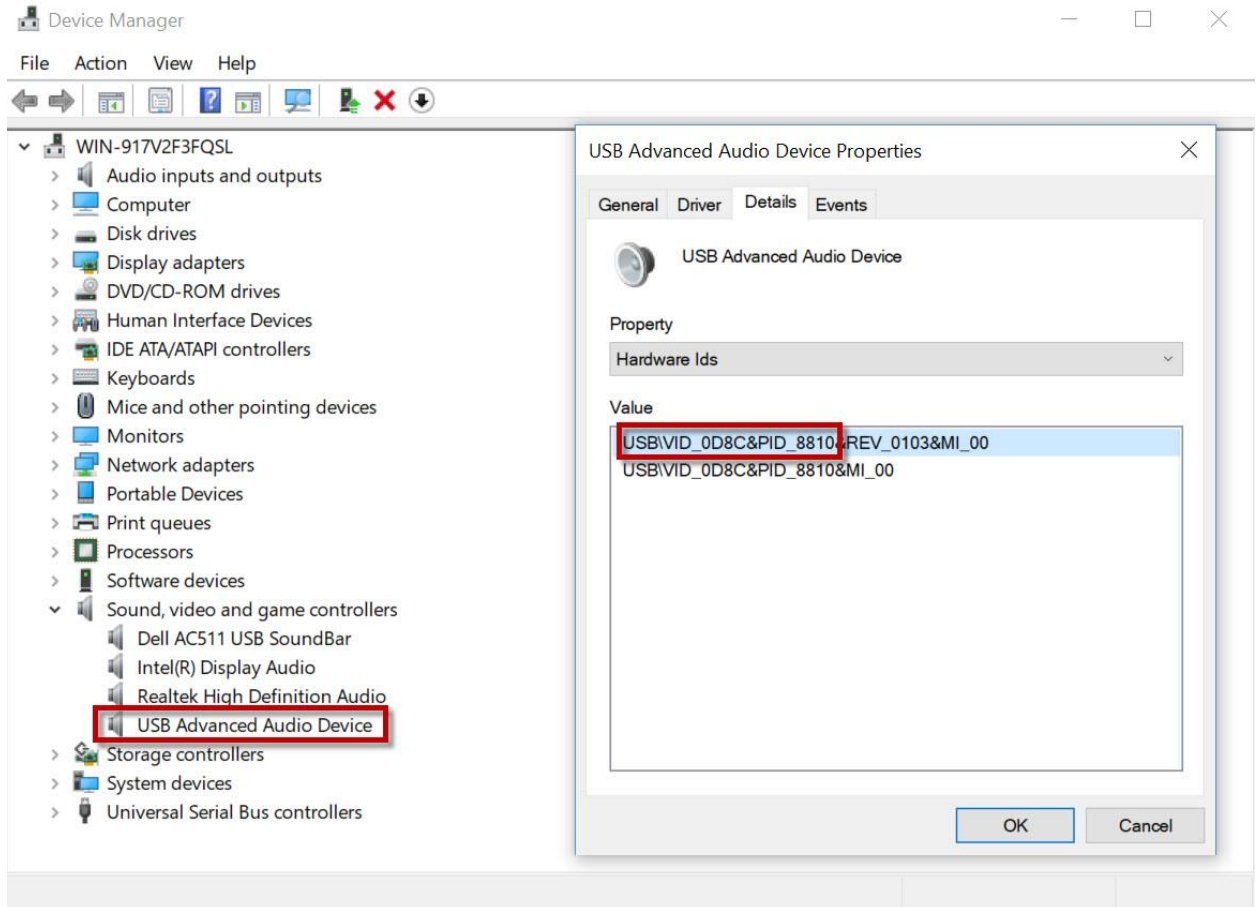 Device Manager
File Action View Help
WIN-917V2F3FQSL
Audio inputs and outputs
Computer
Disk drives
Display adapters
DVD/CD-ROM drives
Human Interface Devices
IDE ATA/ATAPI controllers
Keyboards
Mice and other pointing devices
Monitors
Network adapters
Portable Devices
Print queues
Processors
Software devices
Sound, video and game controllers
Dell AC511 USB SoundBar
Intel(R) Display Audio
Realtek High Definition Audio
USB Advanced Audio Device
Storage controllers
System devices
Universal Serial Bus controllers
USB Advanced Audio Device Properties
General Driver Details Events
USB Advanced Audio Device
Property
Hardware Ids
Value
USB\VID_0D8C&PID_8810&REV_0103&MI_00
USB\VID_0D8C&PID_8810&MI_00
OK Cancel